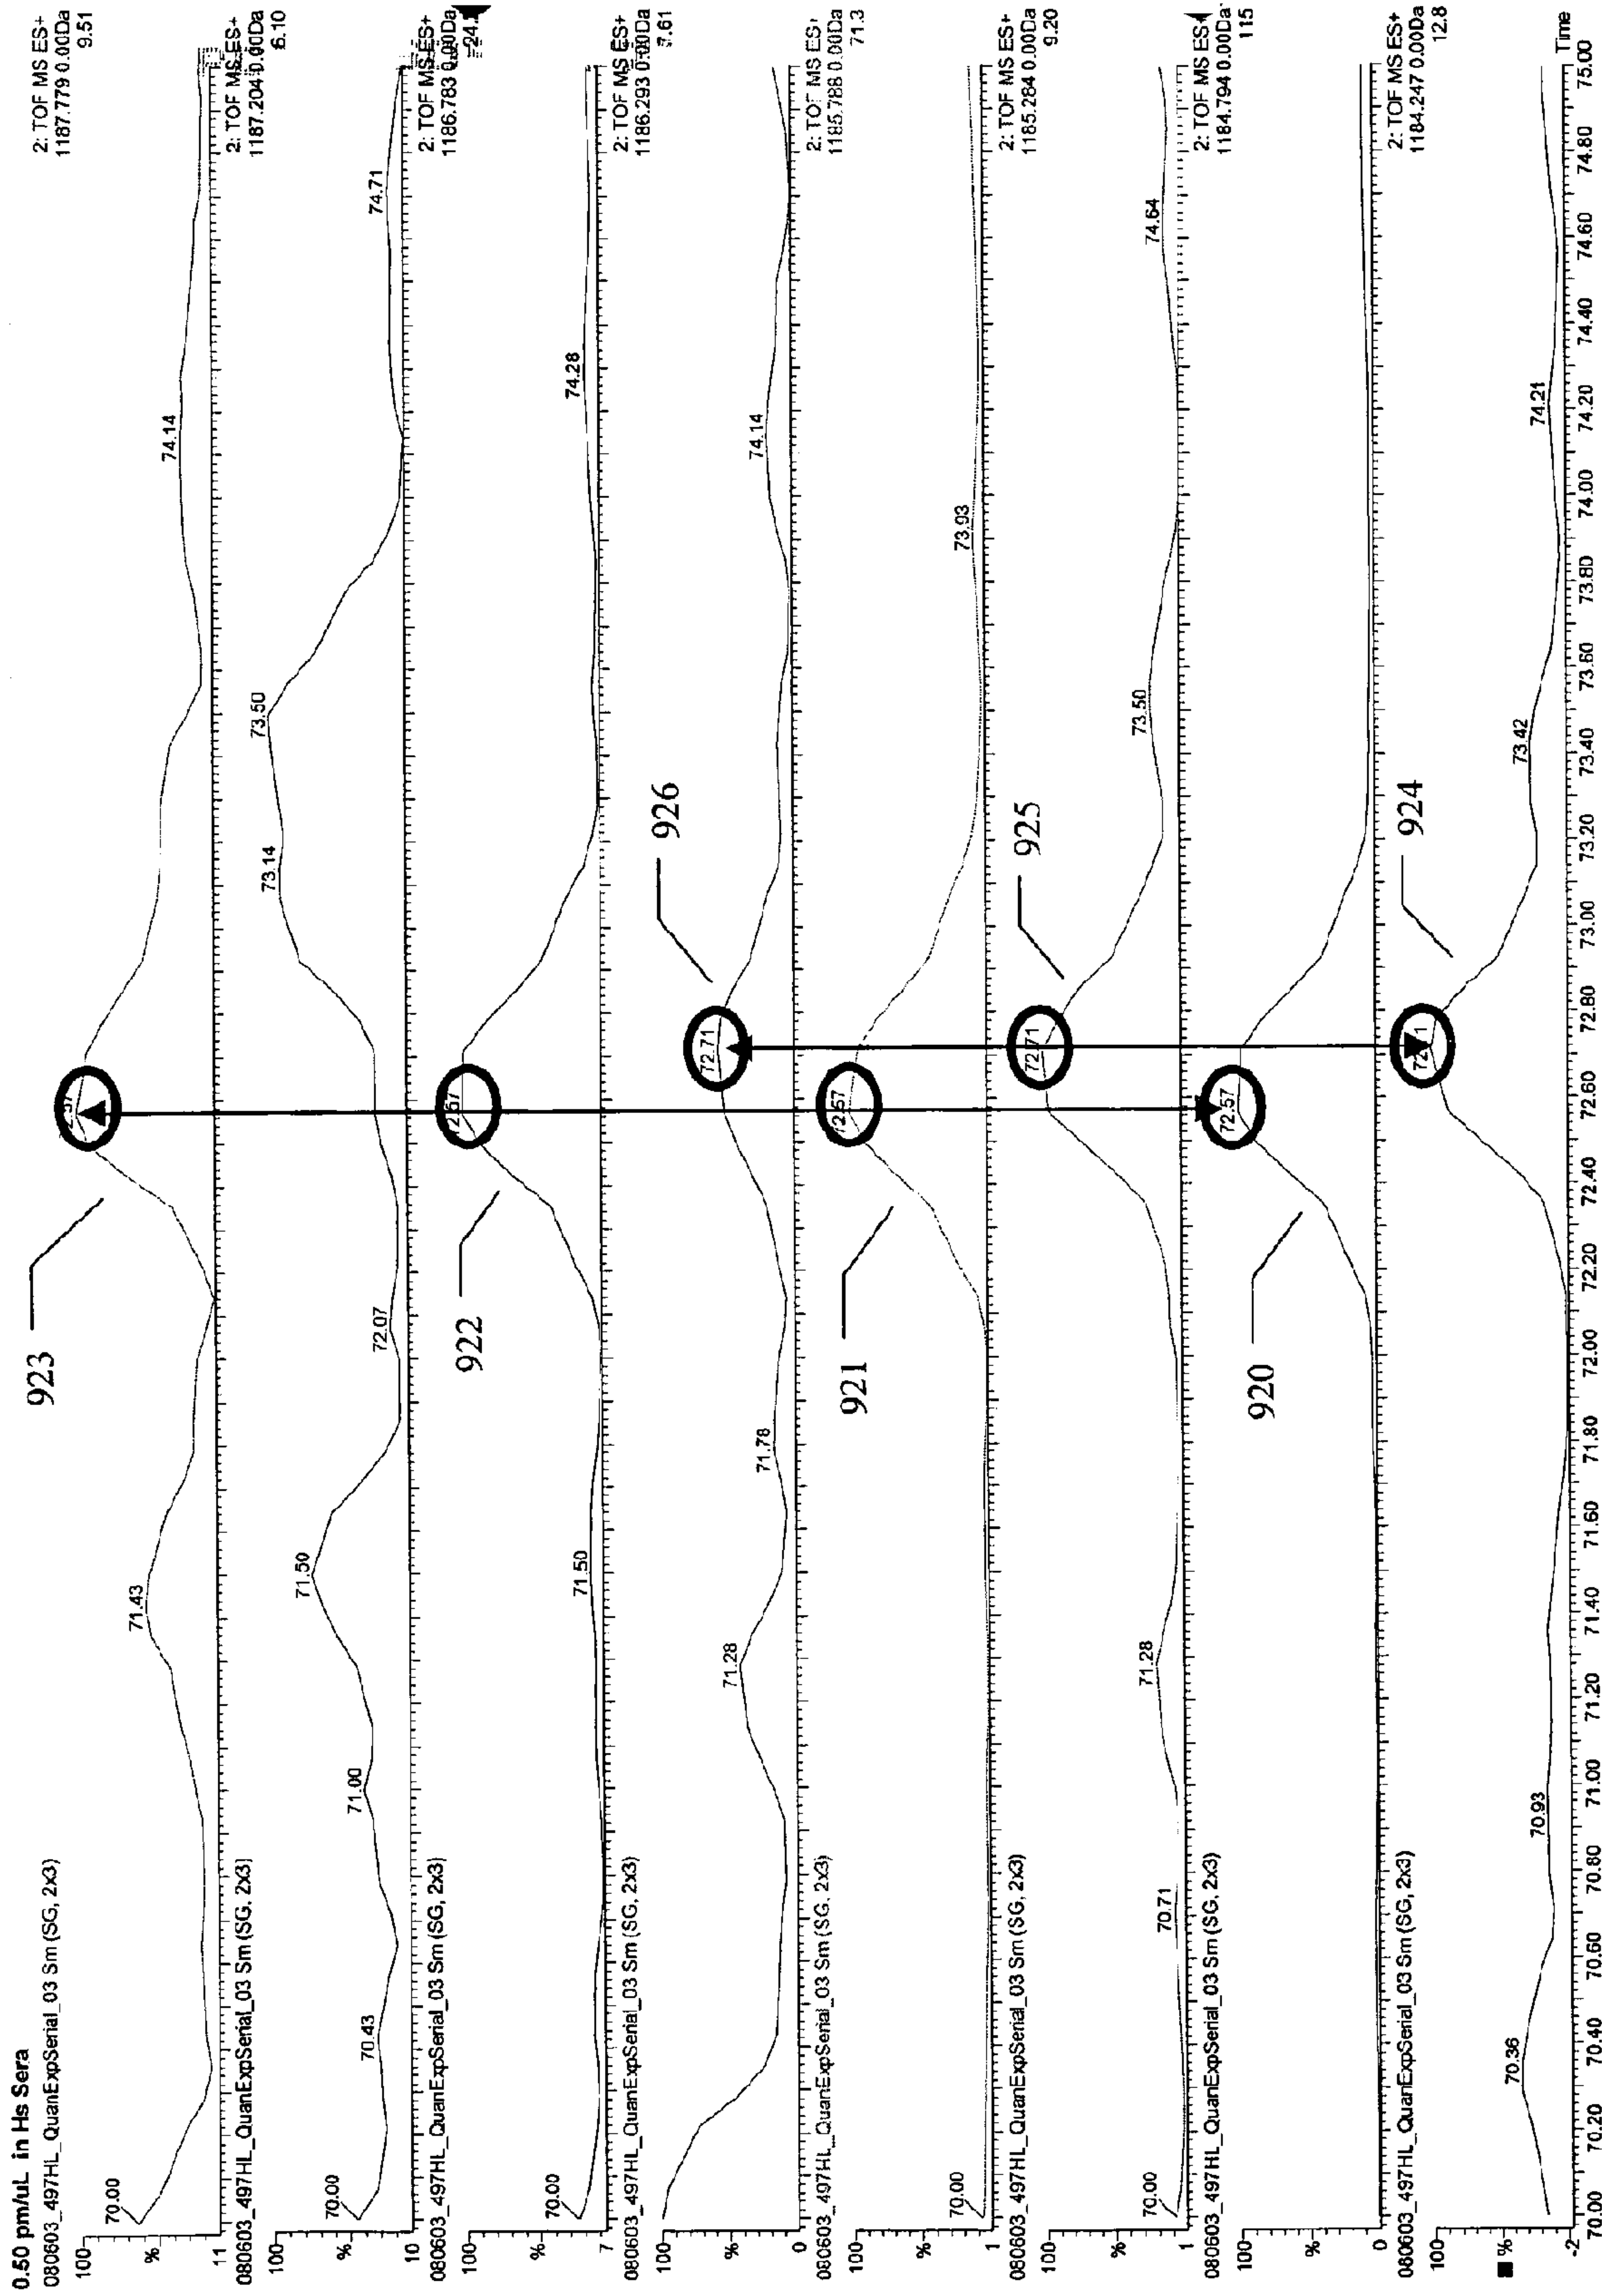 0.50 pm/uL in Hs Sera
080603_497HL_QuanExpSerial_03 Sm (SG, 2x3)
2: TOF MS ES+
1187.779 0.00Da
9.51
923
100
%
11
70.00
71.43
74.14
080603_497HL_QuanExpSerial_03 Sm (SG, 2x3)
2: TOF MS ES+
1187.204 0.00Da
6.10
100
%
10
70.00
70.43
71.00
71.50
72.07
73.14
73.50
74.71
080603_497HL_QuanExpSerial_03 Sm (SG, 2x3)
2: TOF MS ES+
1186.783 0.00Da
922
100
%
7
70.00
71.50
72.57
74.28
080603_497HL_QuanExpSerial_03 Sm (SG, 2x3)
2: TOF MS ES+
1186.293 0.00Da
7.61
926
100
%
0
71.28
71.78
72.71
74.14
080603_497HL_QuanExpSerial_03 Sm (SG, 2x3)
2: TOF MS ES+
1185.788 0.00Da
71.3
921
100
%
1
70.00
72.57
73.93
080603_497HL_QuanExpSerial_03 Sm (SG, 2x3)
2: TOF MS ES+
1185.284 0.00Da
9.20
925
100
%
1
70.00
70.71
71.28
72.71
73.50
74.64
080603_497HL_QuanExpSerial_03 Sm (SG, 2x3)
2: TOF MS ES+
1184.794 0.00Da
115
920
100
%
0
72.57
080603_497HL_QuanExpSerial_03 Sm (SG, 2x3)
2: TOF MS ES+
1184.247 0.00
12.8
924
100
%
-2
70.36
70.93
73.42
74.21
70.00 70.20 70.40 70.60 70.80 71.00 71.20 71.40 71.60 71.80 72.00 72.20 72.40 72.60 72.80 73.00 73.20 73.40 73.60 73.80 74.00 74.20 74.40 74.60 74.80 75.00
Time